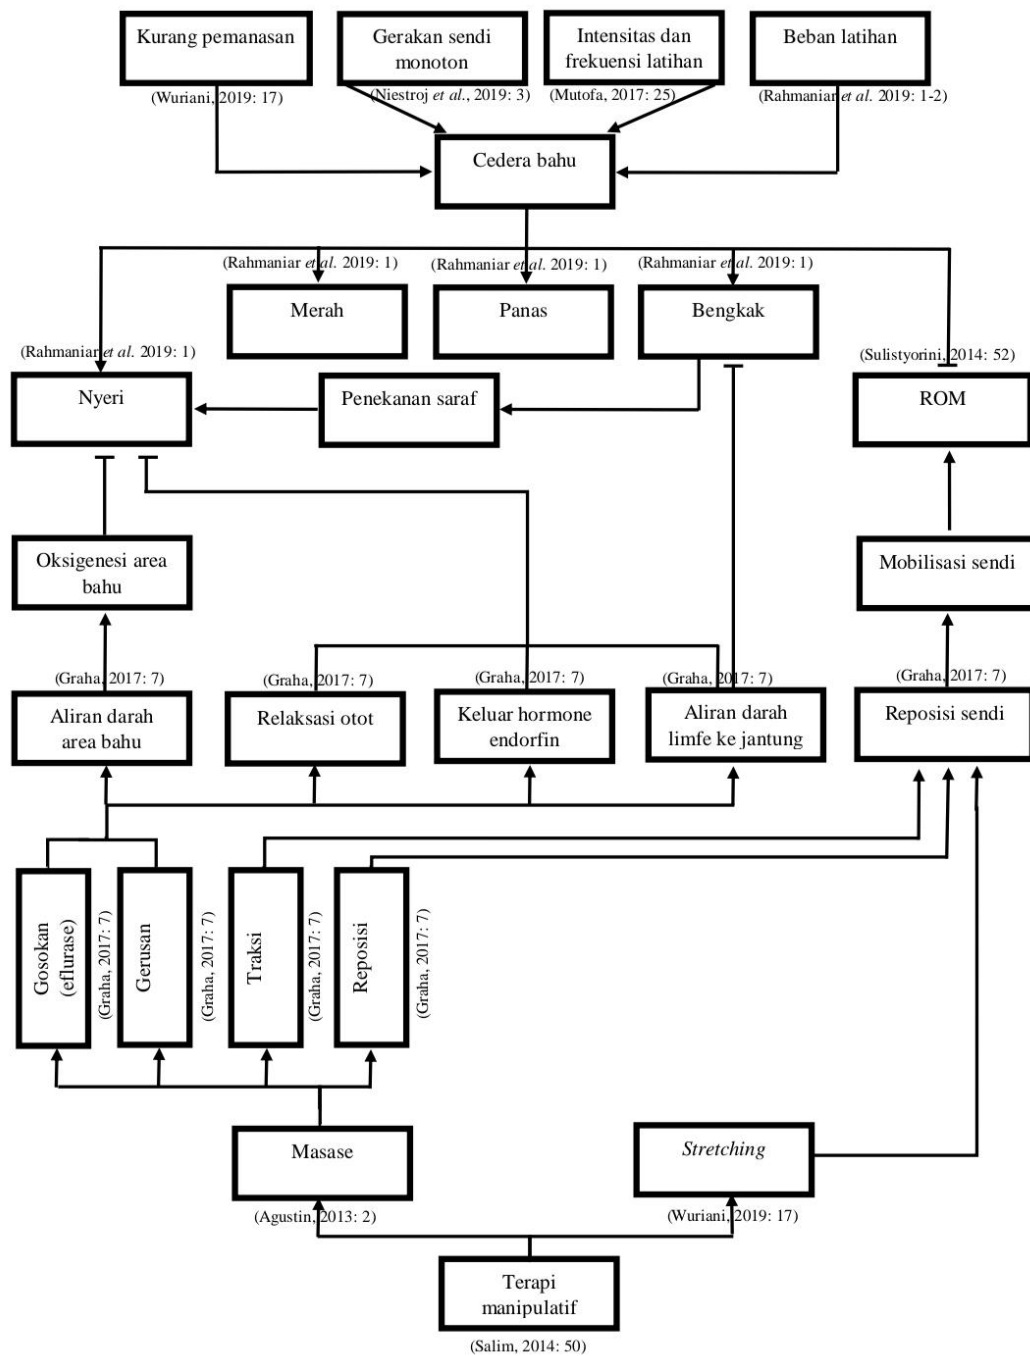 Kurang pemanasan
Gerakan sendi
monoton
Intensitas dan
frekuensi latihan
Beban latihan
(Wuriani, 2019: 17)
(Niestroj et al., 2019: 3)
(Mutofa, 2017: 25)
(Rahmaniar et al. 2019: 1-2)
Cedera bahu
(Rahmaniar et al. 2019: 1)
(Rahmaniar et al. 2019: 1)
(Rahmaniar et al. 2019: 1)
Merah
Panas
Bengkak
(Rahmaniar et al. 2019: 1)
(Sulistyorini, 2014: 52)
Nyeri
Penekanan saraf
ROM
Oksigenesi area
bahu
Mobilisasi sendi
(Graha, 2017: 7)
(Graha, 2017: 7)
(Graha, 2017: 7)
(Graha, 2017: 7)
(Graha, 2017: 7)
Aliran darah
area bahu
Relaksasi otot
Keluar hormone
endorfin
Aliran darah
limfe ke jantung
Reposisi sendi
Gosokan
(eflurase)
(Graha, 2017: 7)
Gerusan
(Graha, 2017: 7)
Traksi
(Graha, 2017: 7)
Reposisi
(Graha, 2017: 7)
Masase
Stretching
(Agustin, 2013: 2)
(Wuriani, 2019: 17)
Terapi
manipulatif
(Salim, 2014: 50)